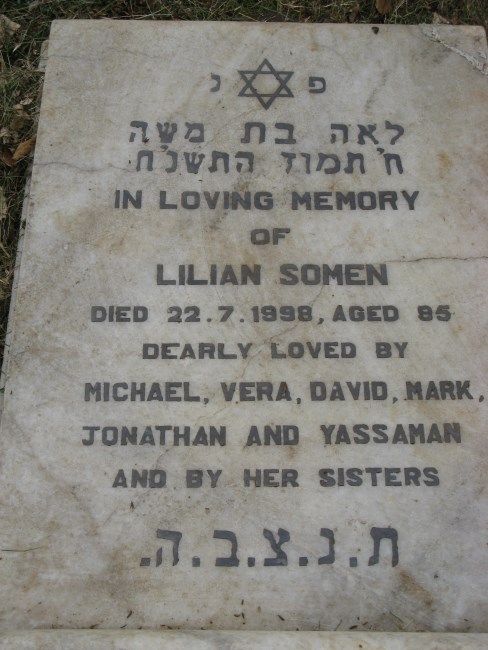 פ נ
לאה בת משה
ח' תמוז התשנ'ח
IN LOVING MEMORY
OF
LILIAN SOMEN
DIED 22.7.1998, AGED 85
DEARLY LOVED BY
MICHAEL, VERA, DAVID, MARK,
JONATHAN AND YASSAMAN
AND BY HER SISTERS
ת.נ.צ.ב.ה.